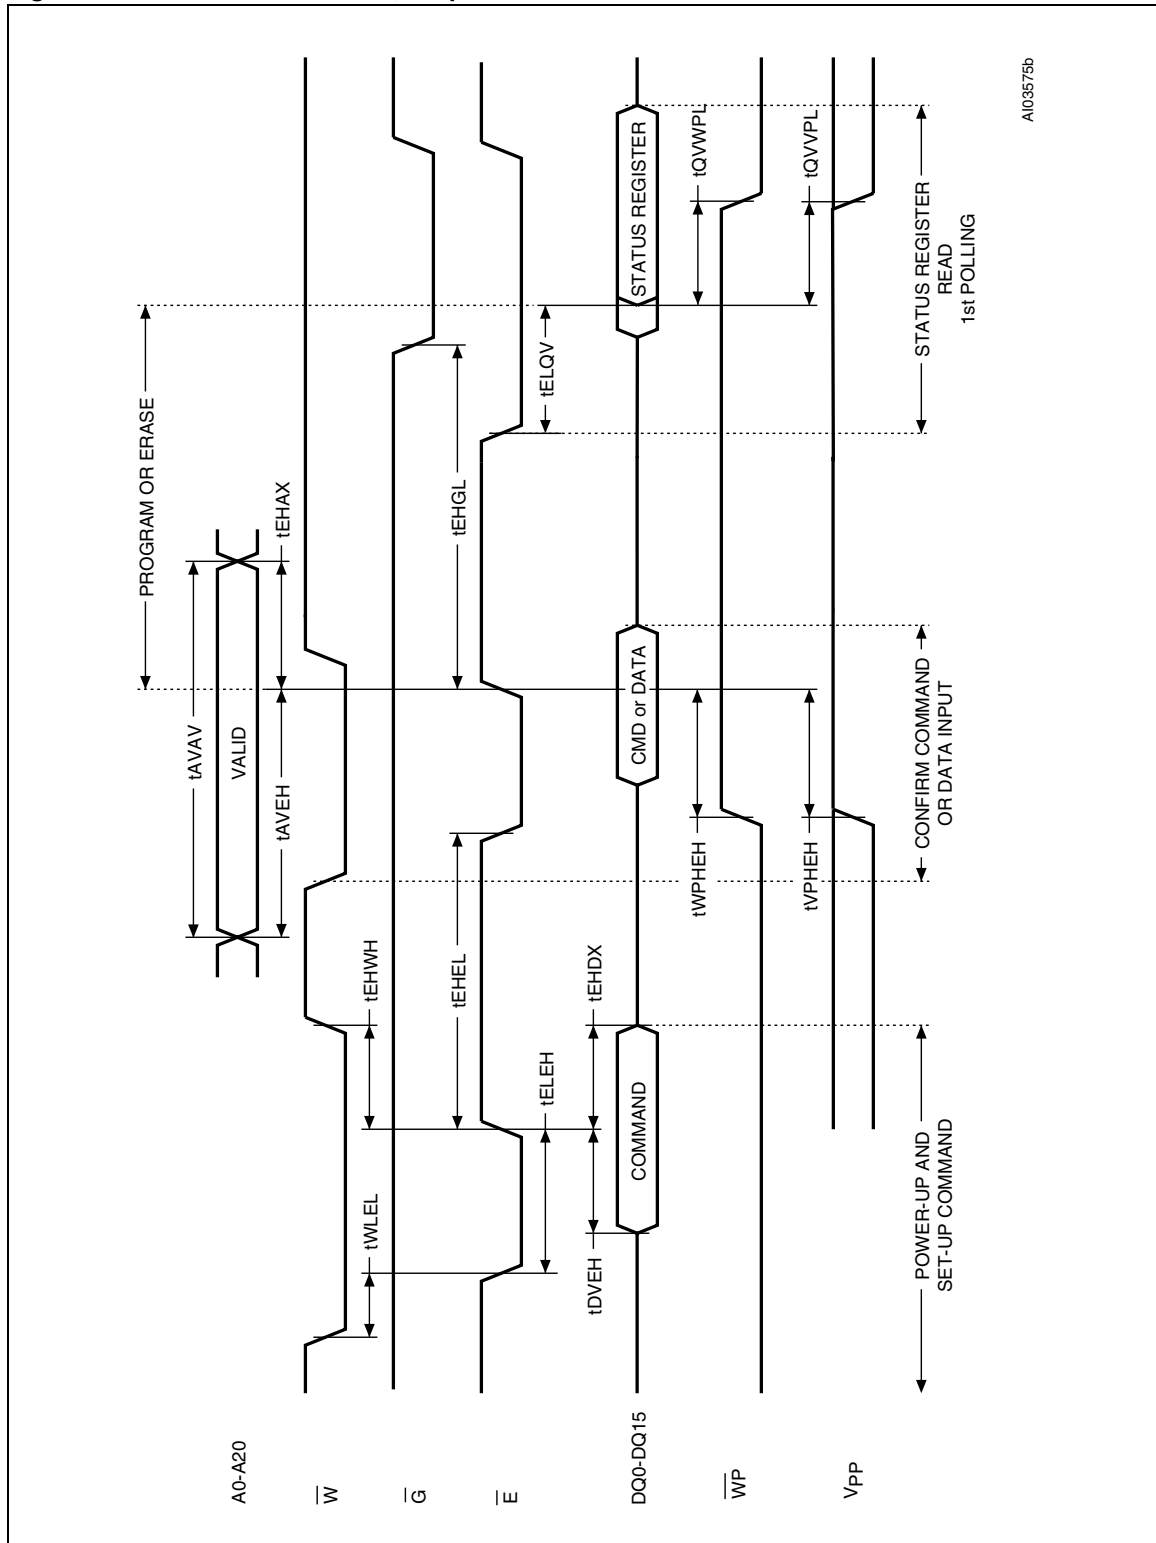 AI03575b
PROGRAM OR ERASE
tAVAV
A0-A20
VALID
tAVEH
tEHAX
W
tWLEL
tEHWH
G
tEHEL
tEHGL
E
tELEH
tELQV
tDVEH
tEHDX
DQ0-DQ15
COMMAND
CMD or DATA
STATUS REGISTER
tWPHEH
tQVWPL
WP
tVPHEH
tQVVPL
VPP
POWER-UP AND
SET-UP COMMAND
CONFIRM COMMAND
OR DATA INPUT
STATUS REGISTER
READ
1st POLLING